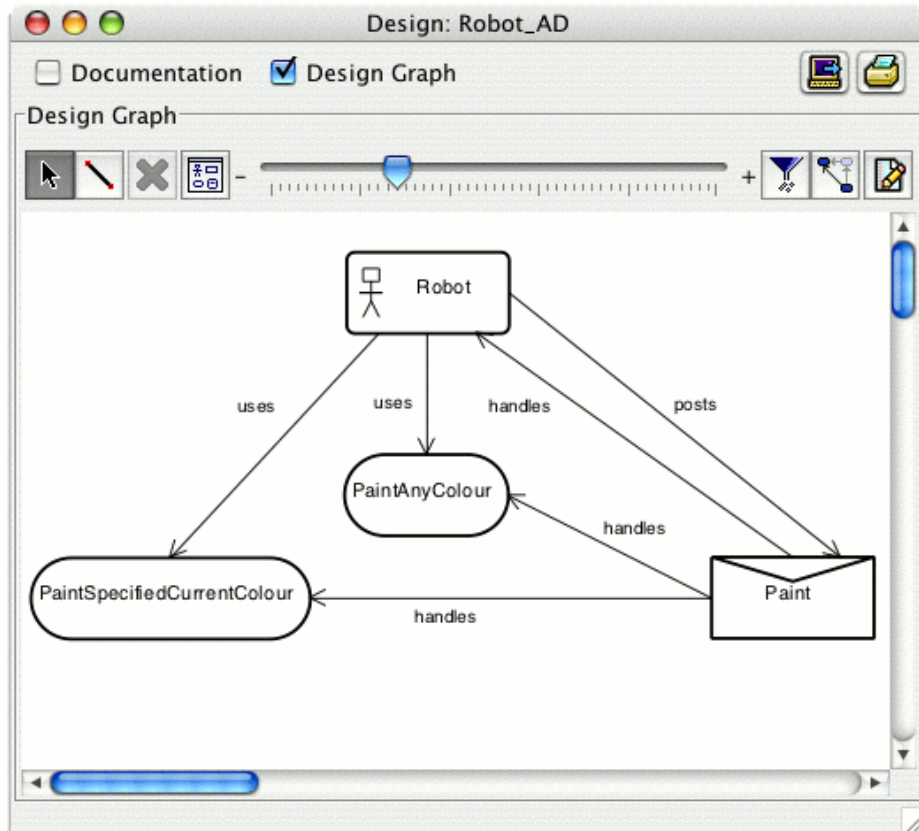 Design: Robot_AD
Documentation Design Graph
Design Graph
- +
Robot
uses uses handles posts
PaintAnyColour
handles
PaintSpecifiedCurrentColour Paint
handles